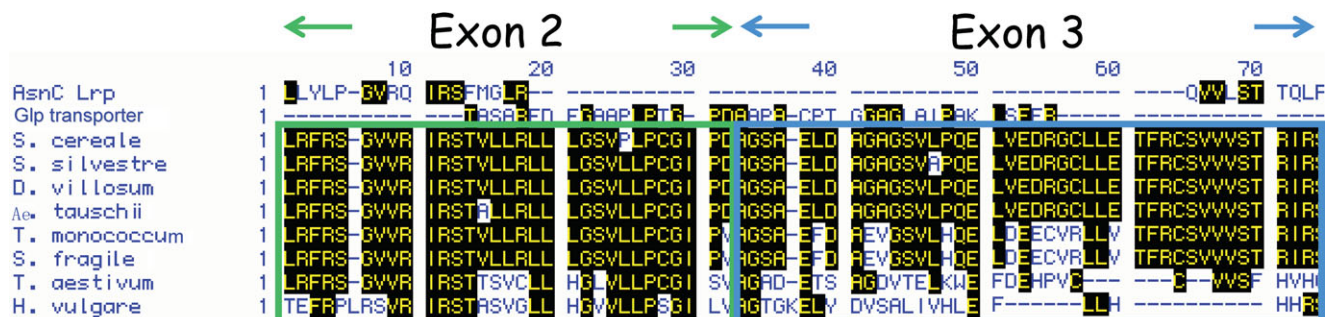 Exon 2 Exon 3
10 20 30 40 50 60 70
AsnC Lrp 1 LLYLP-GVRQ IRSFMGLR-- ---------- ---------- ---------- ----QVVLST TQLF
Glp transporter 1 ---------- ---TASARED FGAAPLPTG- PDAAPA-CPT GGAGLAIPAK LSFFR----- ---------- ----
S. cereale 1 LRFRS-GVVR IRSTVLLRLL LGSVPLPCGI PDAGSA-ELD AGAGSVLPQE LVEDRGCLLE TFRCSVVVST RIRS
S. silvestre 1 LRFRS-GVVR IRSTVLLRLL LGSVLLPCGI PDAGSA-ELD AGAGSVAPQE LVEDRGCLLE TFRCSVVVST RIRS
D. villosum 1 LRFRS-GVVR IRSTVLLRLL LGSVLLPCGI PDAGSA-ELD AGAGSVLPQE LVEDRGCLLE TFRCSVVVST RIRS
Ae. tauschii 1 LRFRS-GVVR IRSTALLRLL LGSVLLPCGI PDAGSA-ELD AGAGSVLPQE LVEDRGCLLE TFRCSVVVST RIRS
T. monococcum 1 LRFRS-GVVR IRSTVLLRLL LGSVLLPCGI PVAGSA-EFD AEVGSVLHQE LDEECVRLLV TFRCSVVVST RIRS
S. fragile 1 LRFRS-GVVR IRSTVLLRLL LGSVLLPCGI PVAGSA-EFD AEVGSVLHQE LDEECVRLLV TFRCSVVVST RIRS
T. aestivum 1 LRFRS-GVVR IRSTTSVCLL HGLVLLPCGI SVAGAD-ETS AGDVTELKWE FDEHPVC--- ---C--VVSF HVH
H. vulgare 1 TEFRPLRSVR IRSTASVGLL HGVVLLPSGI LVAGTGKELY DVSALIVHLE F------LLH ---------- HHRS